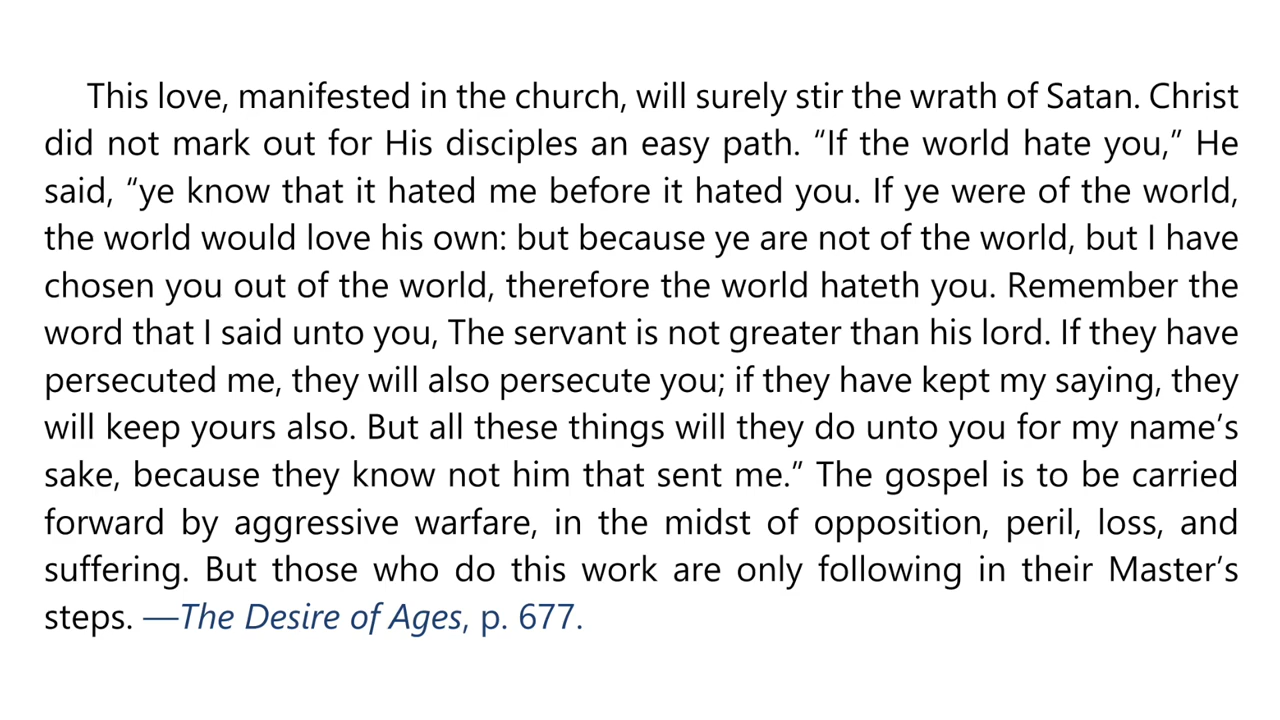 This love, manifested in the church, will surely stir the wrath of Satan. Christ
did not mark out for His disciples an easy path. “If the world hate you,” He
said, “ye know that it hated me before it hated you. If ye were of the world,
the world would love his own: but because ye are not of the world, but I have
chosen you out of the world, therefore the world hateth you. Remember the
word that I said unto you, The servant is not greater than his lord. If they have
persecuted me, they will also persecute you; if they have kept my saying, they
will keep yours also. But all these things will they do unto you for my name’s
sake, because they know not him that sent me.” The gospel is to be carried
forward by aggressive warfare, in the midst of opposition, peril, loss, and
suffering. But those who do this work are only following in their Master’s
steps. —The Desire of Ages, p. 677.